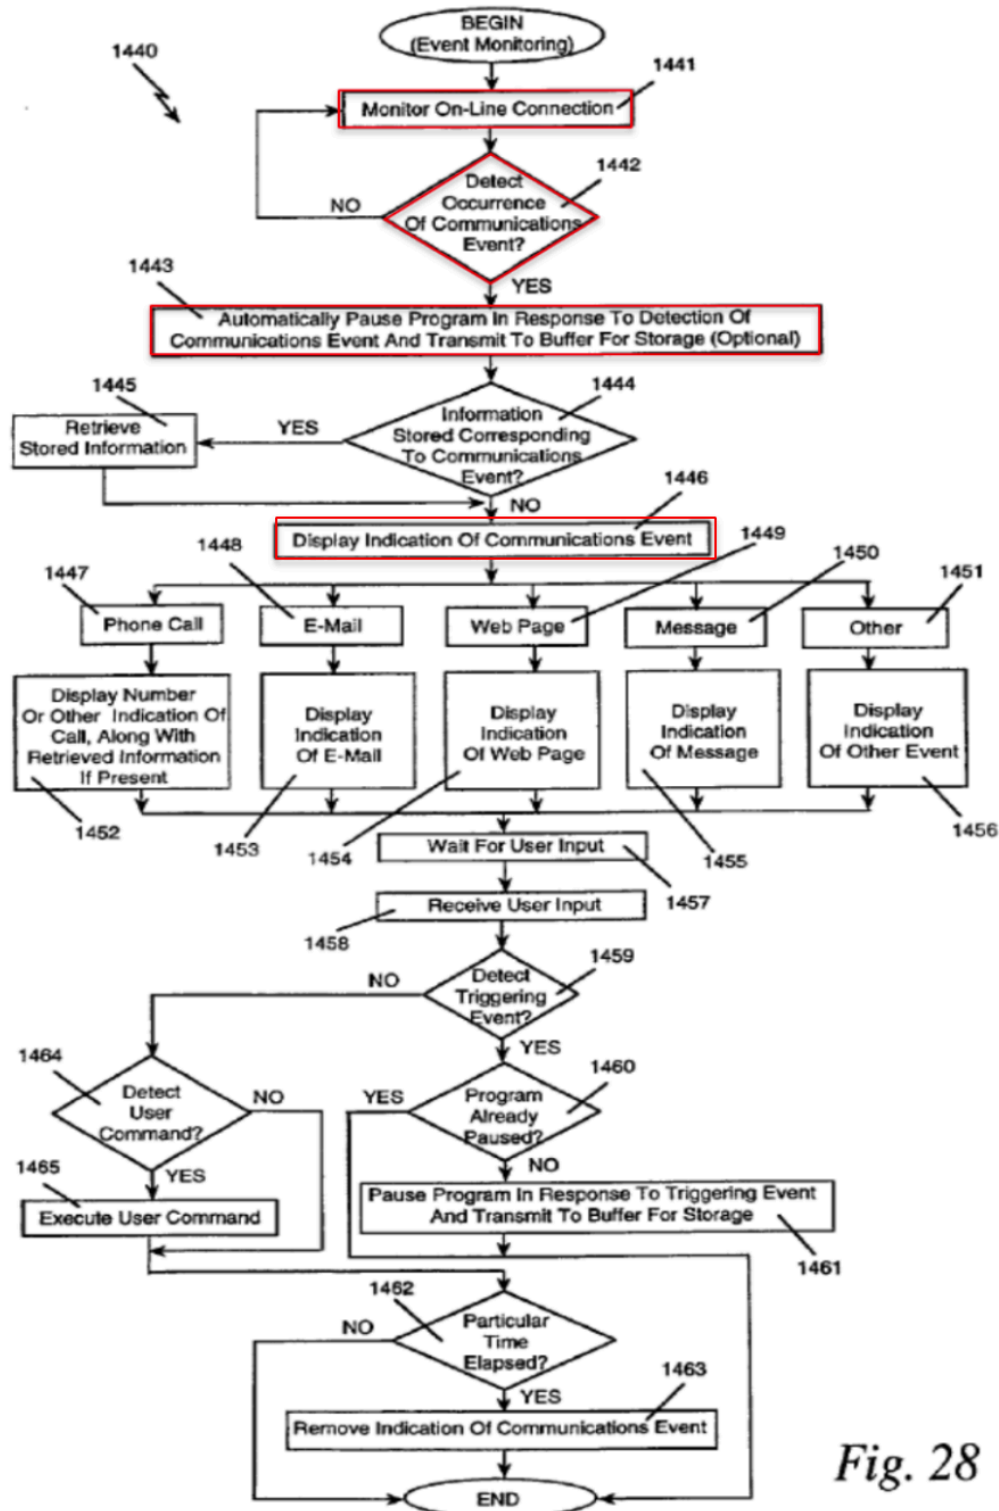 BEGIN
(Event Monitoring)
1440
1441
Monitor On-Line Connection
1442
Detect
Occurrence
Of Communications
Event?
NO
YES
1443
Automatically Pause Program In Response To Detection Of
Communications Event And Transmit To Buffer For Storage (Optional)
1444
1445
Information
Stored Corresponding
To Communications
Event?
YES
Retrieve
Stored Information
NO
1446
Display Indication Of Communications Event
1447
1448
1449
1450
1451
Phone Call
E-Mail
Web Page
Message
Other
Display Number
Or Other Indication Of
Call, Along With
Retrieved Information
If Present
Display
Indication
Of E-Mail
Display
Indication
Of Web Page
Display
Indication
Of Message
Display
Indication
Of Other Event
1452
1453
1454
1455
1456
Wait For User Input
1457
Receive User Input
1458
1459
Detect
Triggering
Event?
NO
YES
1464
Detect
User
Command?
NO
YES
1460
Program
Already
Paused?
YES
NO
1465
Execute User Command
Pause Program In Response To Triggering Event
And Transmit To Buffer For Storage
1461
1462
Particular
Time
Elapsed?
NO
YES
1463
Remove Indication Of Communications Event
END
Fig. 28